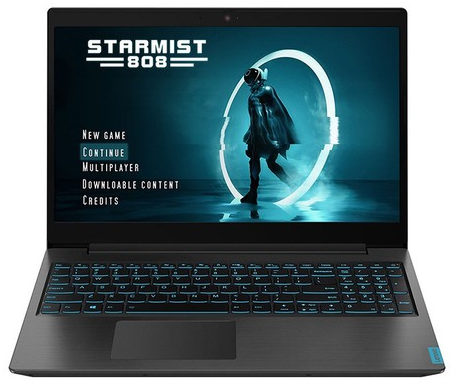 STARMIST
808
NEW GAME
CONTINUE
MULTIPLAYER
DOWNLOADABLE CONTENT
CREDITS